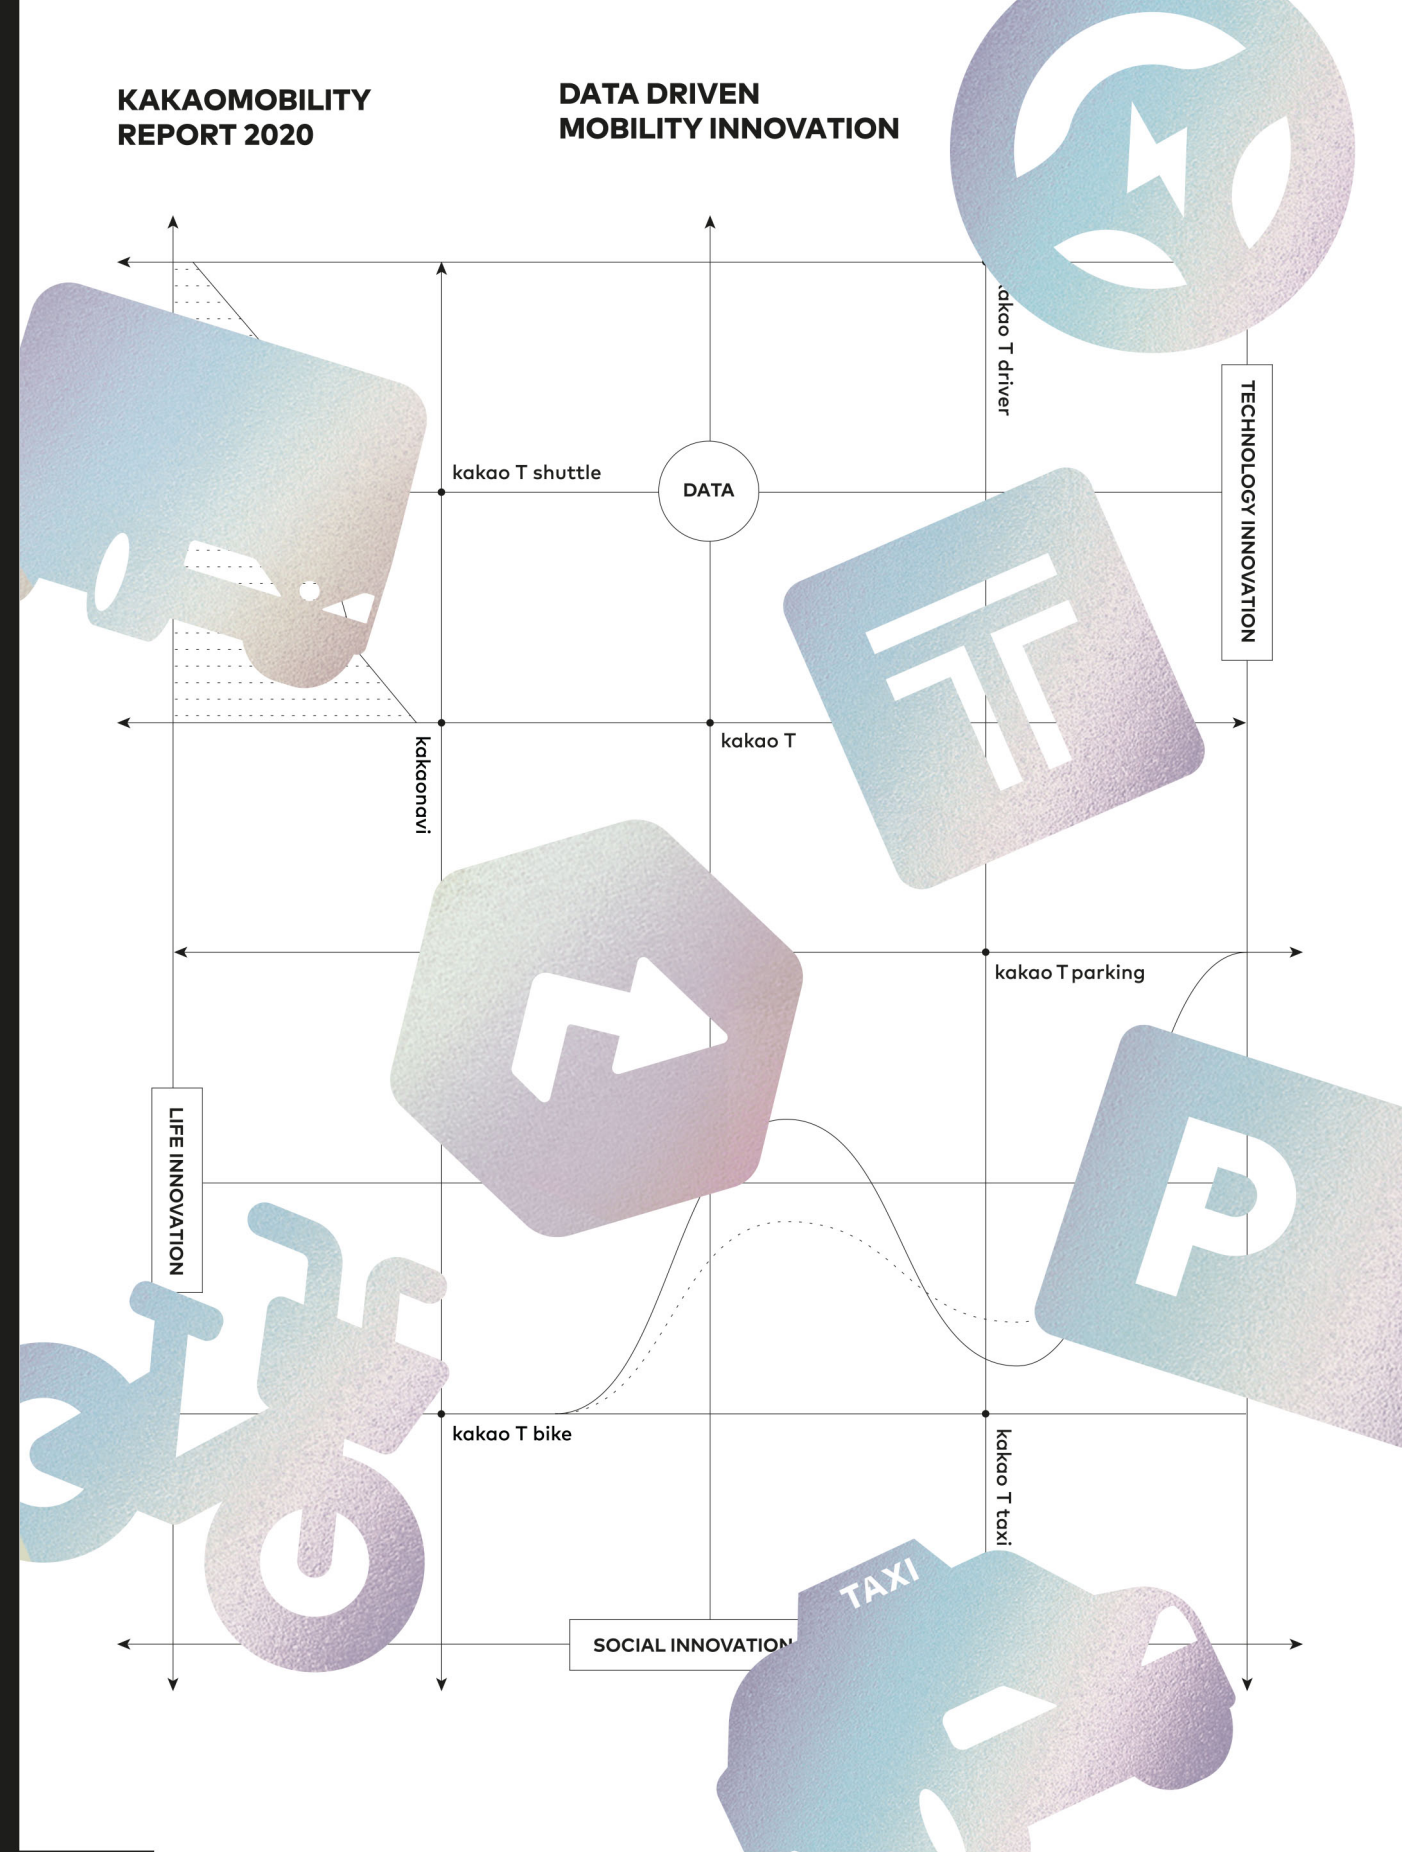 KAKAOMOBILITY
REPORT 2020
DATA DRIVEN
MOBILITY INNOVATION
kakao T driver
TECHNOLOGY INNOVATION
kakao T shuttle
DATA
kakaonavi
kakao T
T
kakao T parking
P
LIFE INNOVATION
kakao T bike
kakao T taxi
TAXI
SOCIAL INNOVATION